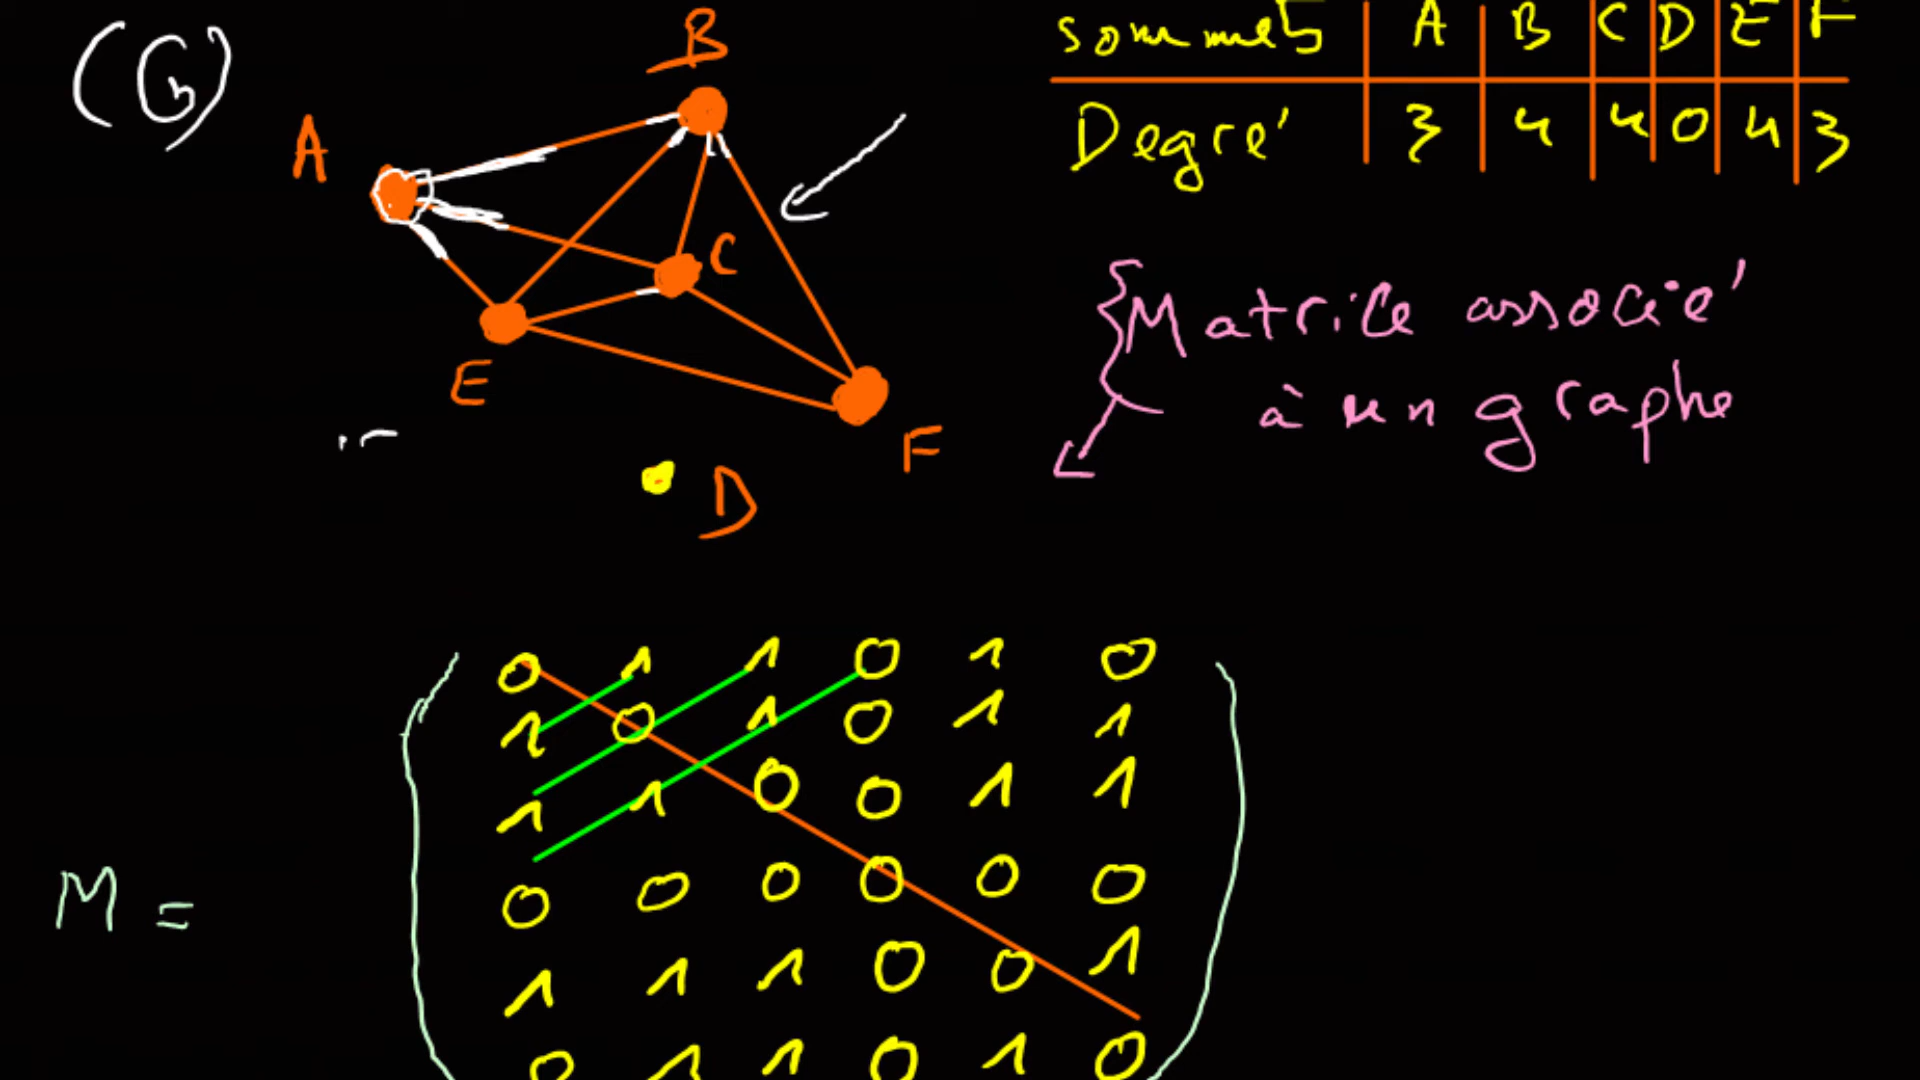 (G)
B
A
C
E
F
D
sommets A B C D E F
Degré 3 4 4 0 4 3
Matrice associé
à un graphe
M =
0 1 1 0 1 0
1 0 1 0 1 1
1 1 0 0 1 1
0 0 0 0 0 0
1 1 1 0 0 1
0 1 1 0 1 0